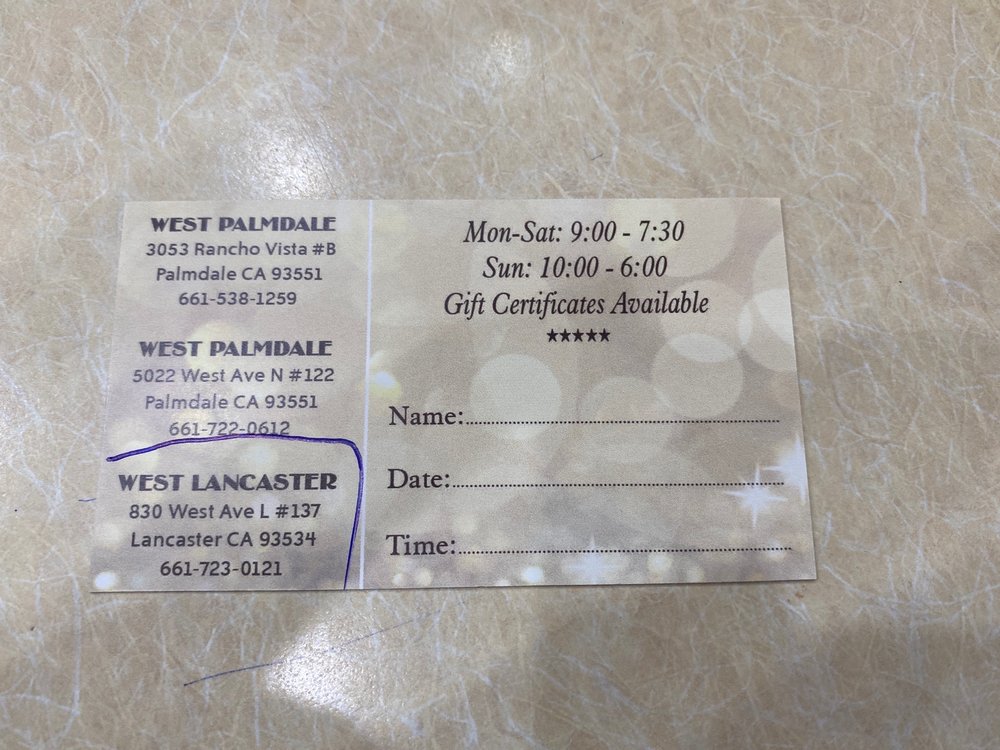 WEST PALMDALE
3053 Rancho Vista #B
Palmdale CA 93551
661-538-1259
WEST PALMDALE
5022 West Ave N #122
Palmdale CA 93551
661-722-0612
WEST LANCASTER
830 West Ave L #137
Lancaster CA 93534
661-723-0121
Mon-Sat: 9:00 - 7:30
Sun: 10:00 - 6:00
Gift Certificates Available
★★★★★
Name:
Date:
Time: